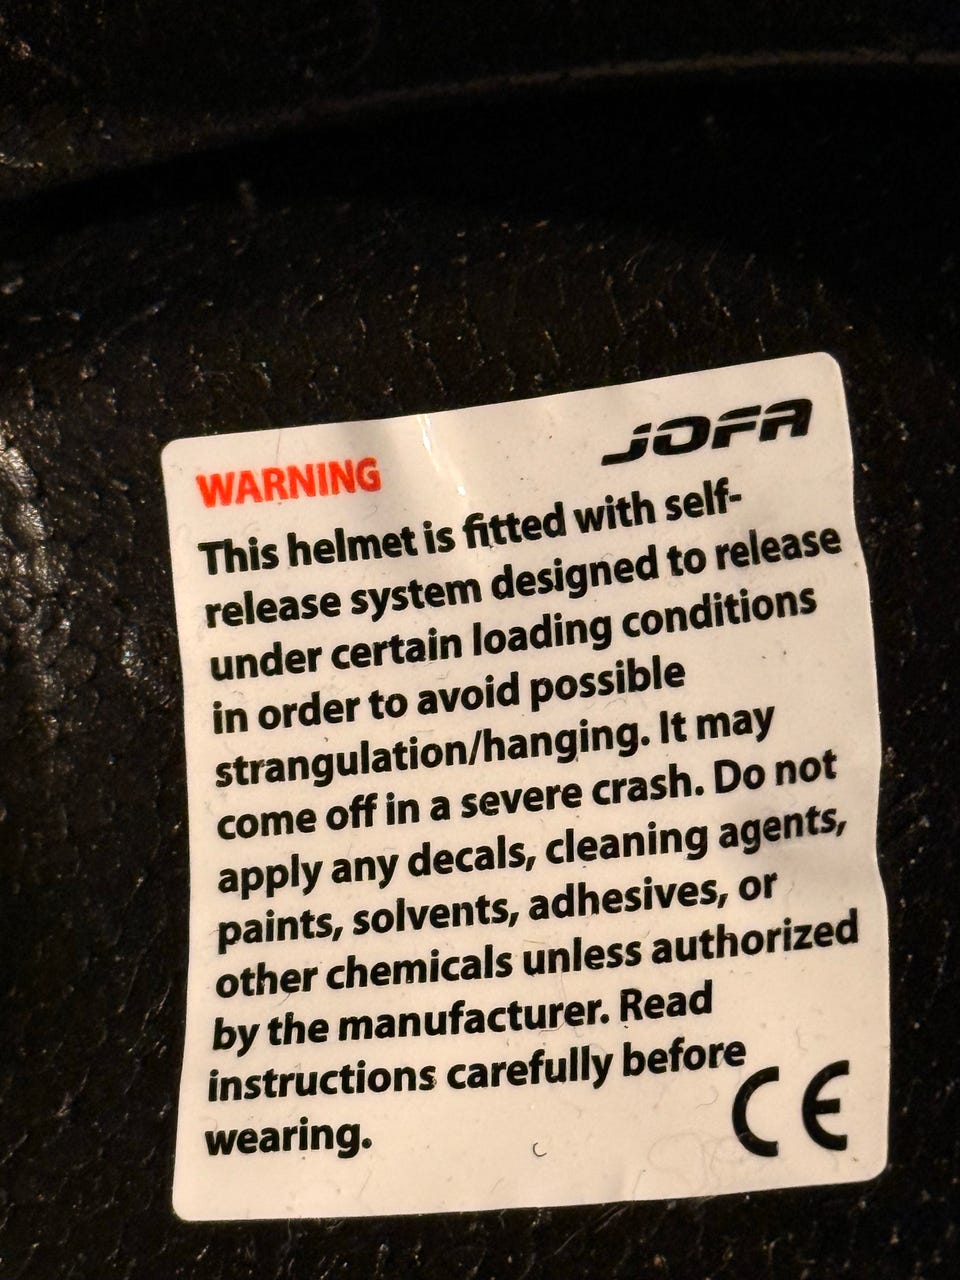 JOFA
WARNING
This helmet is fitted with self-
release system designed to release
under certain loading conditions
in order to avoid possible
strangulation/hanging. It may
come off in a severe crash. Do not
apply any decals, cleaning agents,
paints, solvents, adhesives, or
other chemicals unless authorized
by the manufacturer. Read
instructions carefully before
wearing.
CE